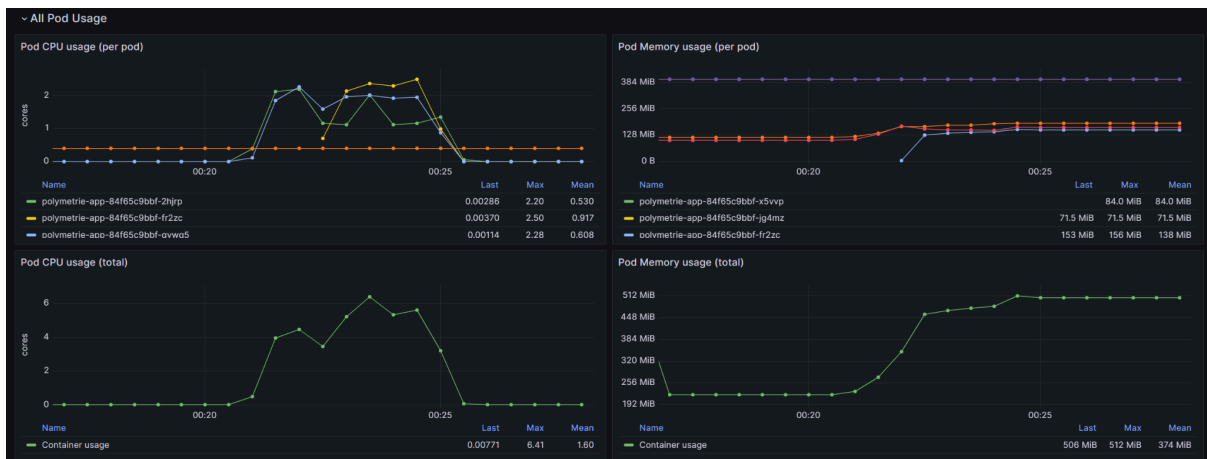 All Pod Usage
Pod CPU usage (per pod)
cores
2
1
0
00:20 00:25
Name Last Max Mean
polymetrie-app-84f65c9bbf-2hjrp 0.00286 2.20 0.530
polymetrie-app-84f65c9bbf-fr2zc 0.00370 2.50 0.917
0.00114 2.28 0.608
Pod Memory usage (per pod)
384 MiB
256 MiB
128 MiB
0 B
00:20 00:25
Name Last Max Mean
polymetrie-app-84f65c9bbf-x5vvp 84.0 MiB 84.0 MiB
polymetrie-app-84f65c9bbf-jg4mz 71.5 MiB 71.5 MiB 71.5 MiB
polymetrie-app-84f65c9bbf-fr2zc 153 MiB 156 MiB 138 MiB
Pod CPU usage (total)
cores
6
4
2
0
00:20 00:25
Name Last Max Mean
Container usage 0.00771 6.41 1.60
Pod Memory usage (total)
512 MiB
448 MiB
384 MiB
320 MiB
256 MiB
192 MiB
00:20 00:25
Name Last Max Mean
Container usage 506 MiB 512 MiB 374 MiB